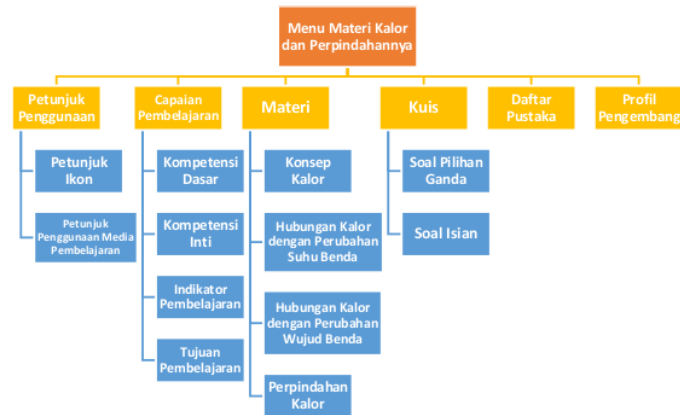 Menu Materi Kalor
dan Perpindahannya
Petunjuk
Penggunaan
Capaian
Pembelajaran
Materi
Kuis
Daftar
Pustaka
Profil
Pengembang
Petunjuk
Ikon
Petunjuk
Penggunaan Media
Pembelajaran
Kompetensi
Dasar
Kompetensi
Inti
Indikator
Pembelajaran
Tujuan
Pembelajaran
Konsep
Kalor
Hubungan Kalor
dengan Perubahan
Suhu Benda
Hubungan Kalor
dengan Perubahan
Wujud Benda
Perpindahan
Kalor
Soal Pilihan
Ganda
Soal Isian